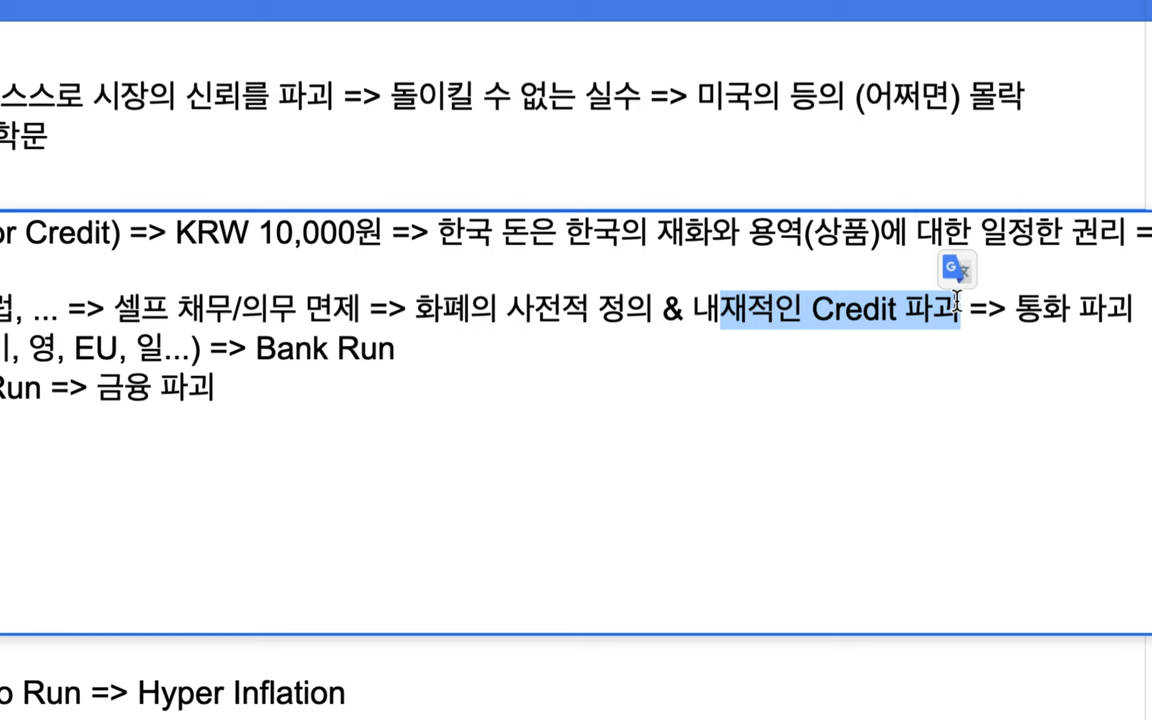 스스로 시장의 신뢰를 파괴 => 돌이킬 수 없는 실수 => 미국의 등의 (어쩌면) 몰락
학문
or Credit) => KRW 10,000원 => 한국 돈은 한국의 재화와 용역(상품)에 대한 일정한 권리 =
럽, ... => 셀프 채무/의무 면제 => 화폐의 사전적 정의 & 내재적인 Credit 파괴 => 통화 파괴
, 영, EU, 일...) => Bank Run
Run => 금융 파괴
o Run => Hyper Inflation